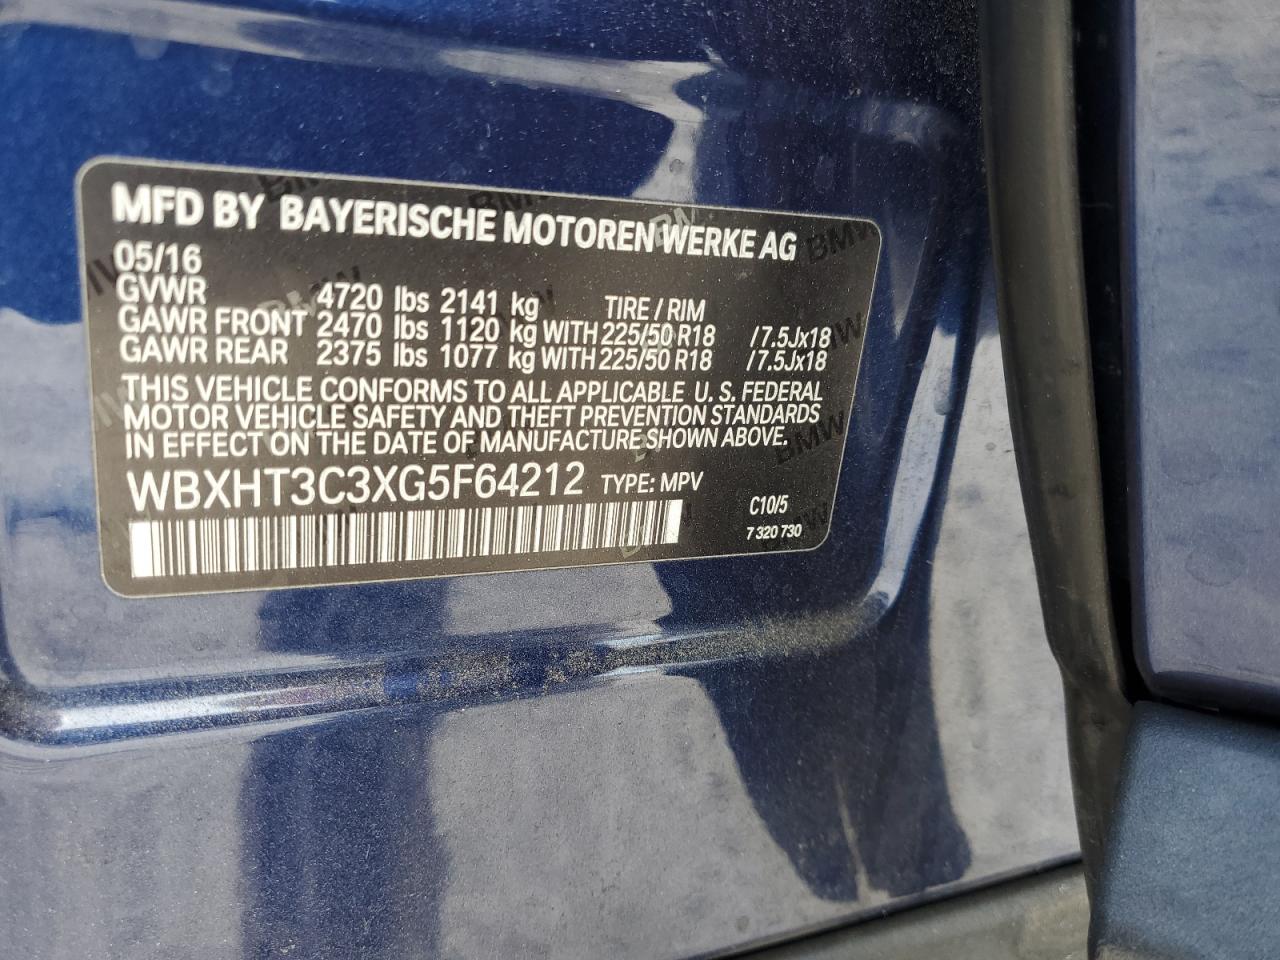 MFD BY BAYERISCHE MOTOREN WERKE AG
05/16
GVWR 4720 lbs 2141 kg TIRE / RIM
GAWR FRONT 2470 lbs 1120 kg WITH 225/50 R18 /7.5Jx18
GAWR REAR 2375 lbs 1077 kg WITH 225/50 R18 /7.5Jx18
THIS VEHICLE CONFORMS TO ALL APPLICABLE U. S. FEDERAL
MOTOR VEHICLE SAFETY AND THEFT PREVENTION STANDARDS
IN EFFECT ON THE DATE OF MANUFACTURE SHOWN ABOVE.
WBXHT3C3XG5F64212 TYPE: MPV
C10/5
7 320 730